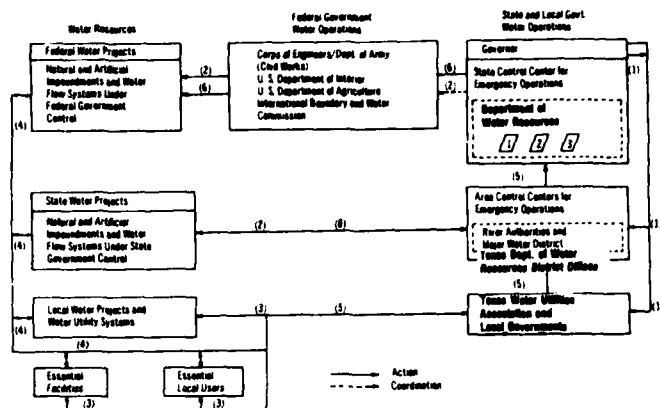 Water Resources
Federal Government
Water Operations
State and Local Govt.
Water Operations
Federal Water Projects
Natural and Artificial
Impoundments and Water
Flow Systems Under
Federal Government
Control
Corps of Engineers/Dept. of Army
(Civil Works)
U. S. Department of Interior
U. S. Department of Agriculture
International Boundary and Water
Commission
Governor
State Control Center for
Emergency Operations
Department of
Water Resources
1 2 3
(2)
(6)
(6)
(2)
(1)
(4)
(5)
State Water Projects
Natural and Artificial
Impoundments and Water
Flow Systems Under State
Government Control
Area Control Centers for
Emergency Operations
River Authorities and
Major Water District
Texas Dept. of Water
Resources District Offices
(2) (6)
(4)
(1)
(5)
Local Water Projects and
Water Utility Systems
Texas Water Utilities
Association and
Local Governments
(3) (5)
(4)
(1)
(4)
Essential
Facilities
Essential
Local Users
(3) (3)
Action
Coordination